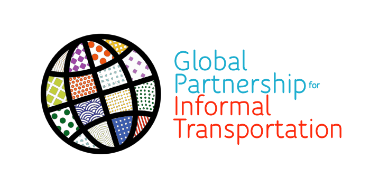 Global
Partnership for
Informal
Transportation